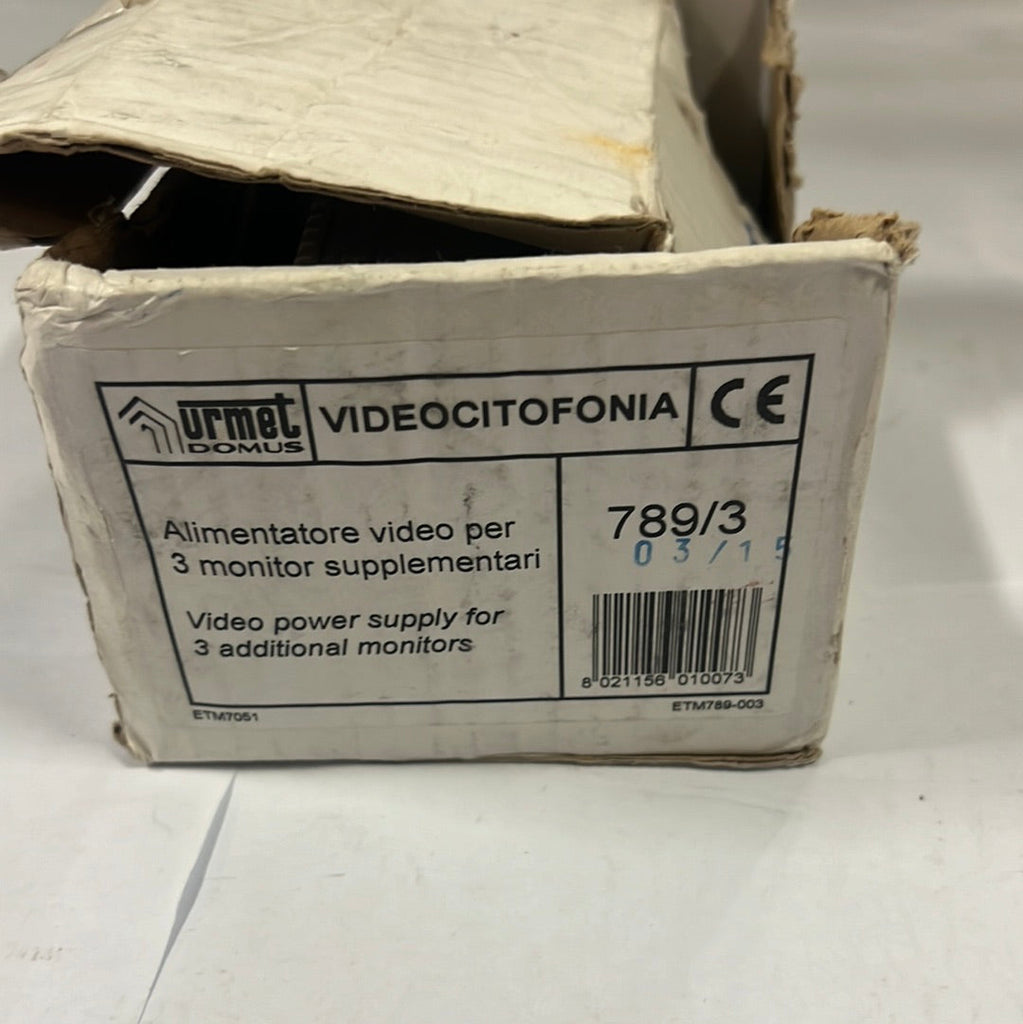 urmet
DOMUS
VIDEOCITOFONIA
CE
Alimentatore video per
3 monitor supplementari
Video power supply for
3 additional monitors
789/3
03/15
8 021156 010073
ETM7051
ETM789-003